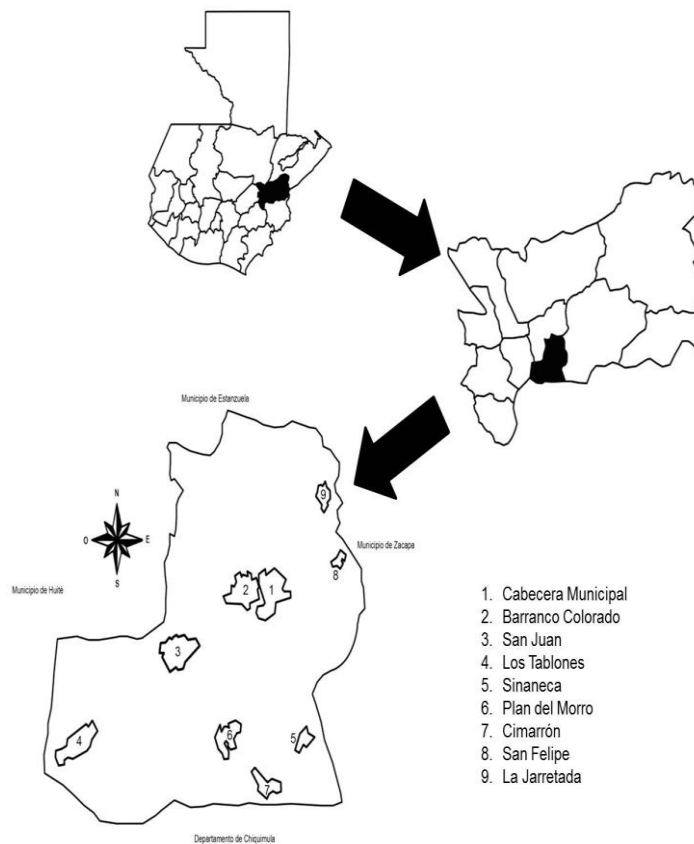 Municipio de Estanzuela
N
O
E
S
Municipio de Zacapa
Municipio de Huité
9
8
2
1
3
4
6
5
7
1. Cabecera Municipal
2. Barranco Colorado
3. San Juan
4. Los Tablones
5. Sinaneca
6. Plan del Morro
7. Cimarrón
8. San Felipe
9. La Jarretada
Departamento de Chiquimula